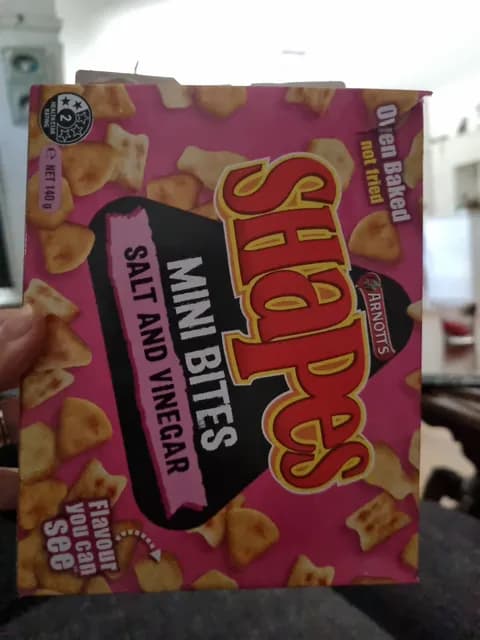 Oven Baked
not fried
ARNOTT'S
SHapes
MINI BITES
SALT AND VINEGAR
2
HEALTH STAR
RATING
e NET 140 g
Flavour
you can
see